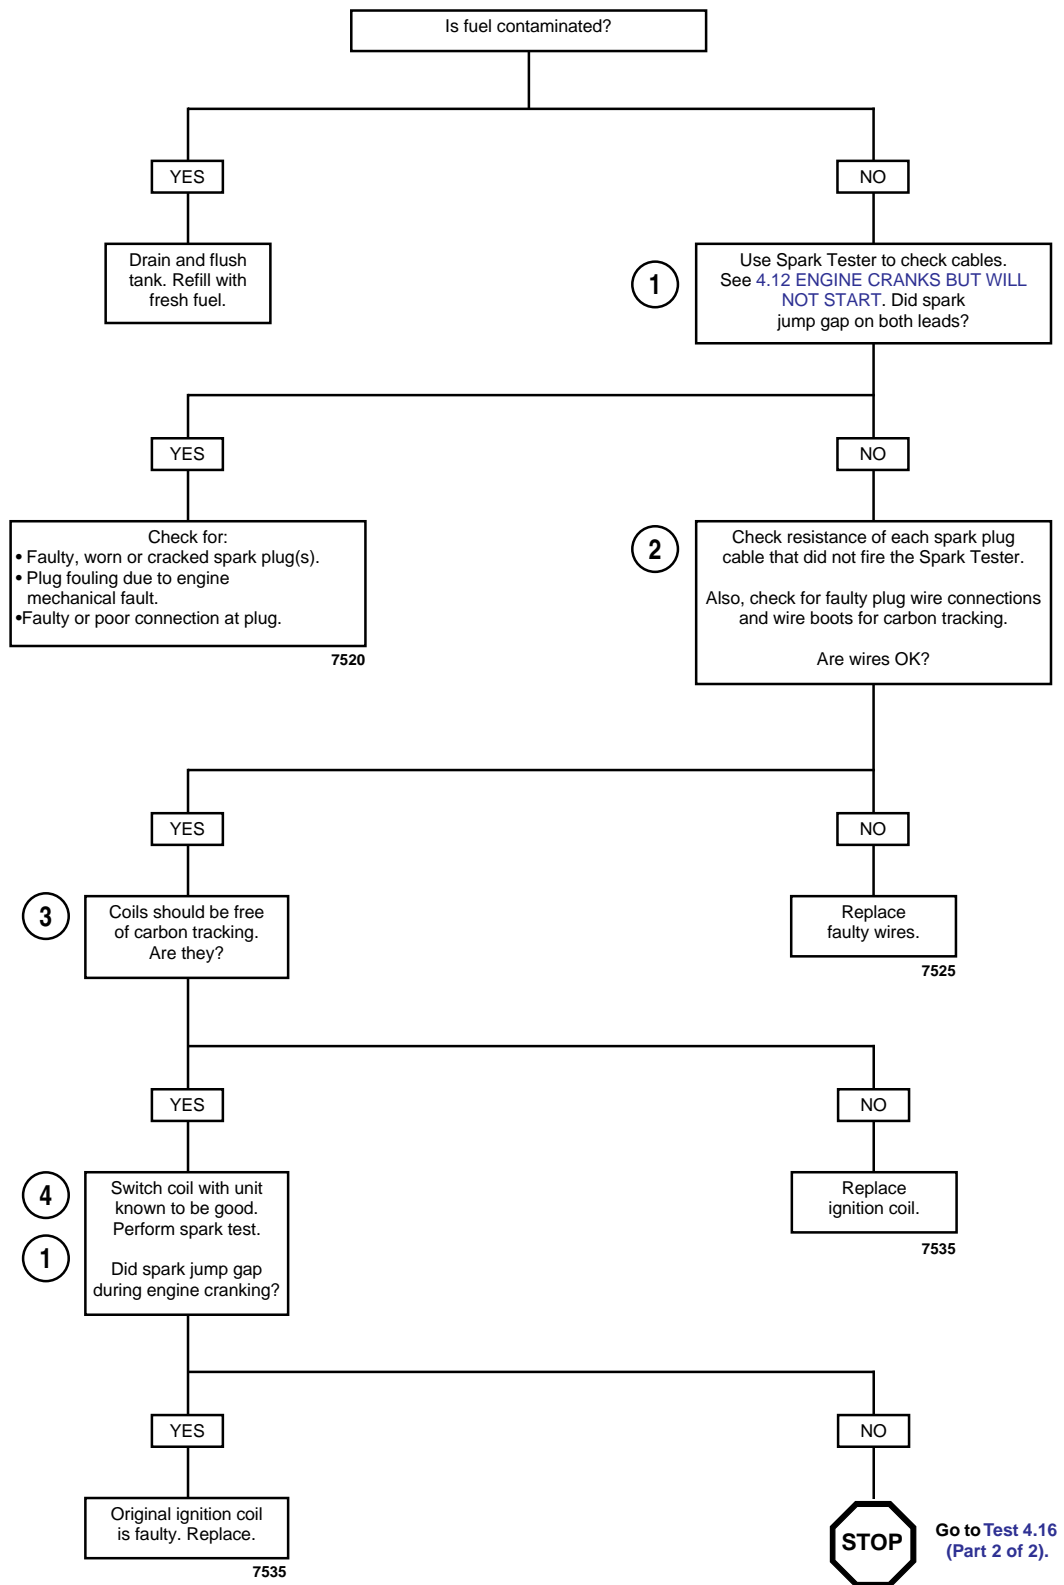 Is fuel contaminated?
YES
NO
Drain and flush
tank. Refill with
fresh fuel.
1
Use Spark Tester to check cables.
See 4.12 ENGINE CRANKS BUT WILL
NOT START. Did spark
jump gap on both leads?
YES
NO
Check for:
• Faulty, worn or cracked spark plug(s).
• Plug fouling due to engine
mechanical fault.
•Faulty or poor connection at plug.
7520
2
Check resistance of each spark plug
cable that did not fire the Spark Tester.
Also, check for faulty plug wire connections
and wire boots for carbon tracking.
Are wires OK?
YES
NO
3
Coils should be free
of carbon tracking.
Are they?
Replace
faulty wires.
7525
YES
NO
4
1
Switch coil with unit
known to be good.
Perform spark test.
Did spark jump gap
during engine cranking?
Replace
ignition coil.
7535
YES
NO
Original ignition coil
is faulty. Replace.
7535
STOP
Go to Test 4.16
(Part 2 of 2).